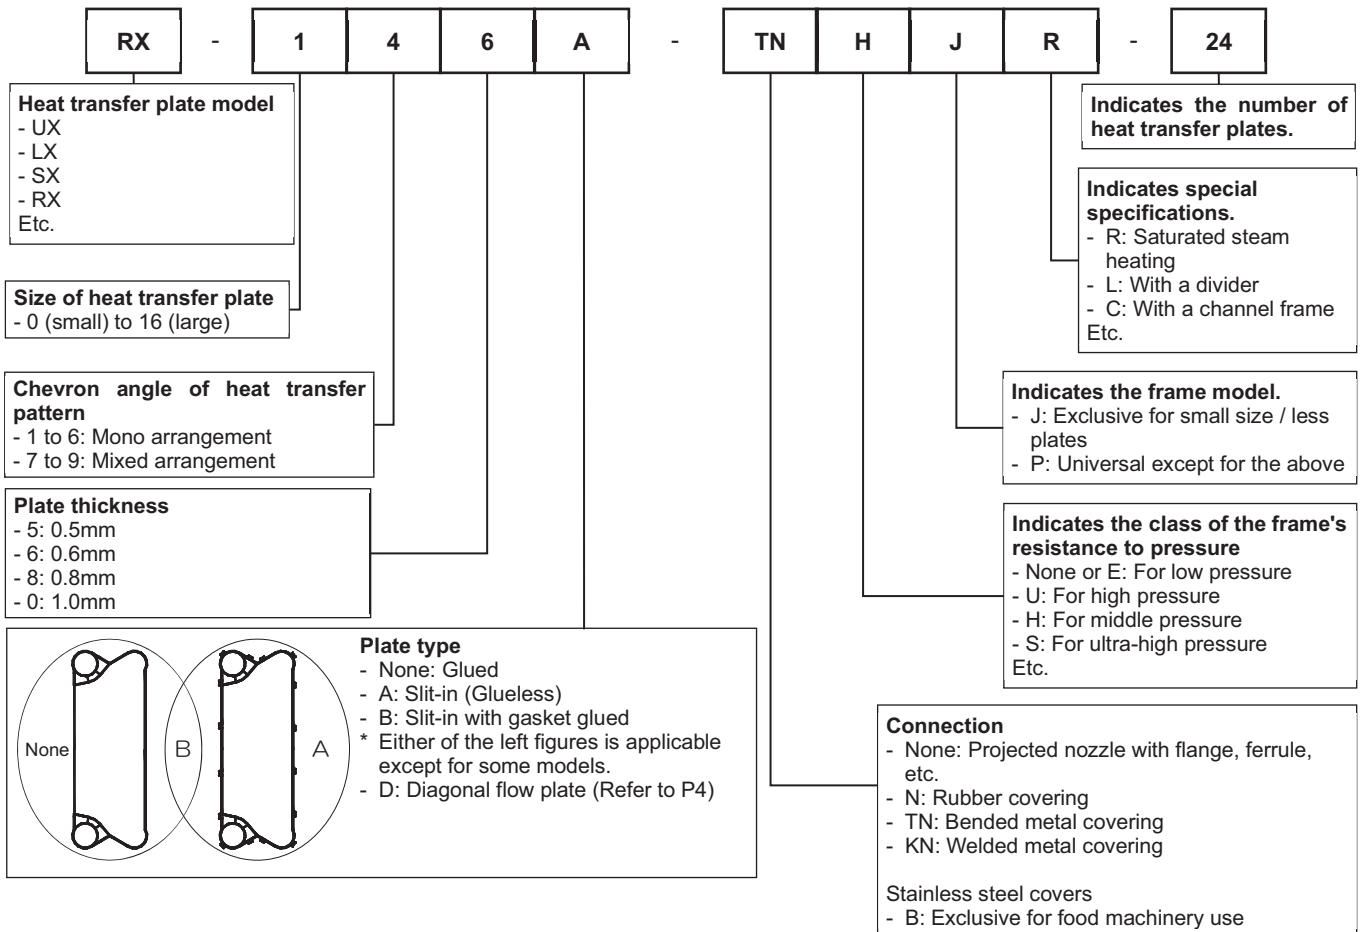 RX - 1 4 6 A - TN H J R - 24
Heat transfer plate model
- UX
- LX
- SX
- RX
Etc.
Size of heat transfer plate
- 0 (small) to 16 (large)
Chevron angle of heat transfer
pattern
- 1 to 6: Mono arrangement
- 7 to 9: Mixed arrangement
Plate thickness
- 5: 0.5mm
- 6: 0.6mm
- 8: 0.8mm
- 0: 1.0mm
None
B
A
Plate type
- None: Glued
- A: Slit-in (Glueless)
- B: Slit-in with gasket glued
* Either of the left figures is applicable
except for some models.
- D: Diagonal flow plate (Refer to P4)
Indicates the number of
heat transfer plates.
Indicates special
specifications.
- R: Saturated steam
heating
- L: With a divider
- C: With a channel frame
Etc.
Indicates the frame model.
- J: Exclusive for small size / less
plates
- P: Universal except for the above
Indicates the class of the frame's
resistance to pressure
- None or E: For low pressure
- U: For high pressure
- H: For middle pressure
- S: For ultra-high pressure
Etc.
Connection
- None: Projected nozzle with flange, ferrule,
etc.
- N: Rubber covering
- TN: Bended metal covering
- KN: Welded metal covering
Stainless steel covers
- B: Exclusive for food machinery use